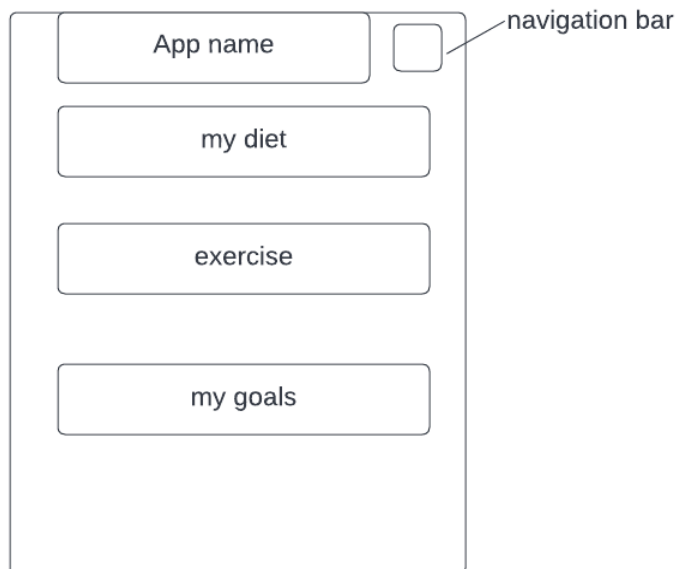 navigation bar
App name
my diet
exercise
my goals